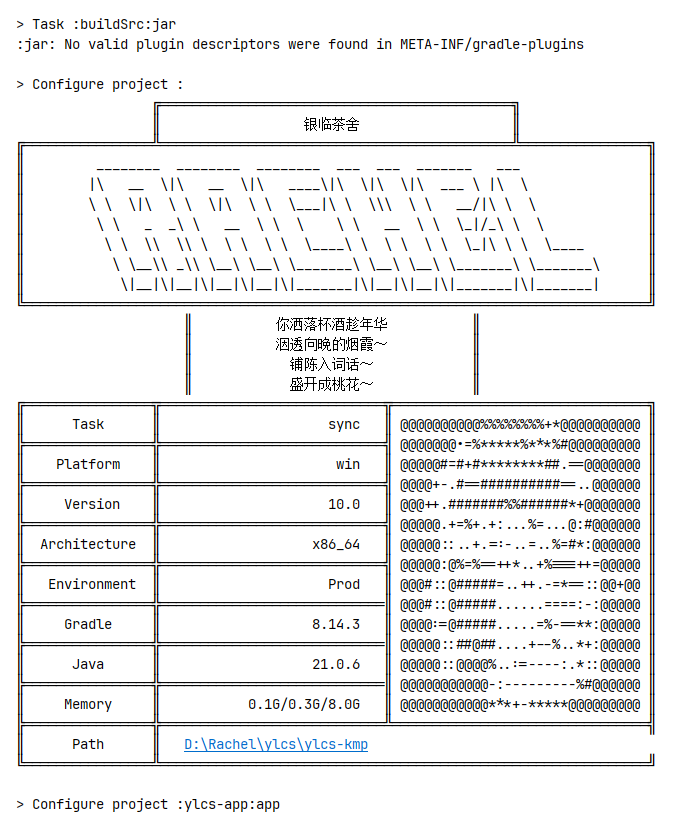 > Task :buildSrc:jar
:jar: No valid plugin descriptors were found in META-INF/gradle-plugins
> Configure project :
银临茶舍
RACHEL
你洒落杯酒趁年华
洇透向晚的烟霞～
铺陈入词话～
盛开成桃花～
Task sync
Platform win
Version 10.0
Architecture x86_64
Environment Prod
Gradle 8.14.3
Java 21.0.6
Memory 0.1G/0.3G/8.0G
Path D:\Rachel\ylcs\ylcs-kmp
> Configure project :ylcs-app:app